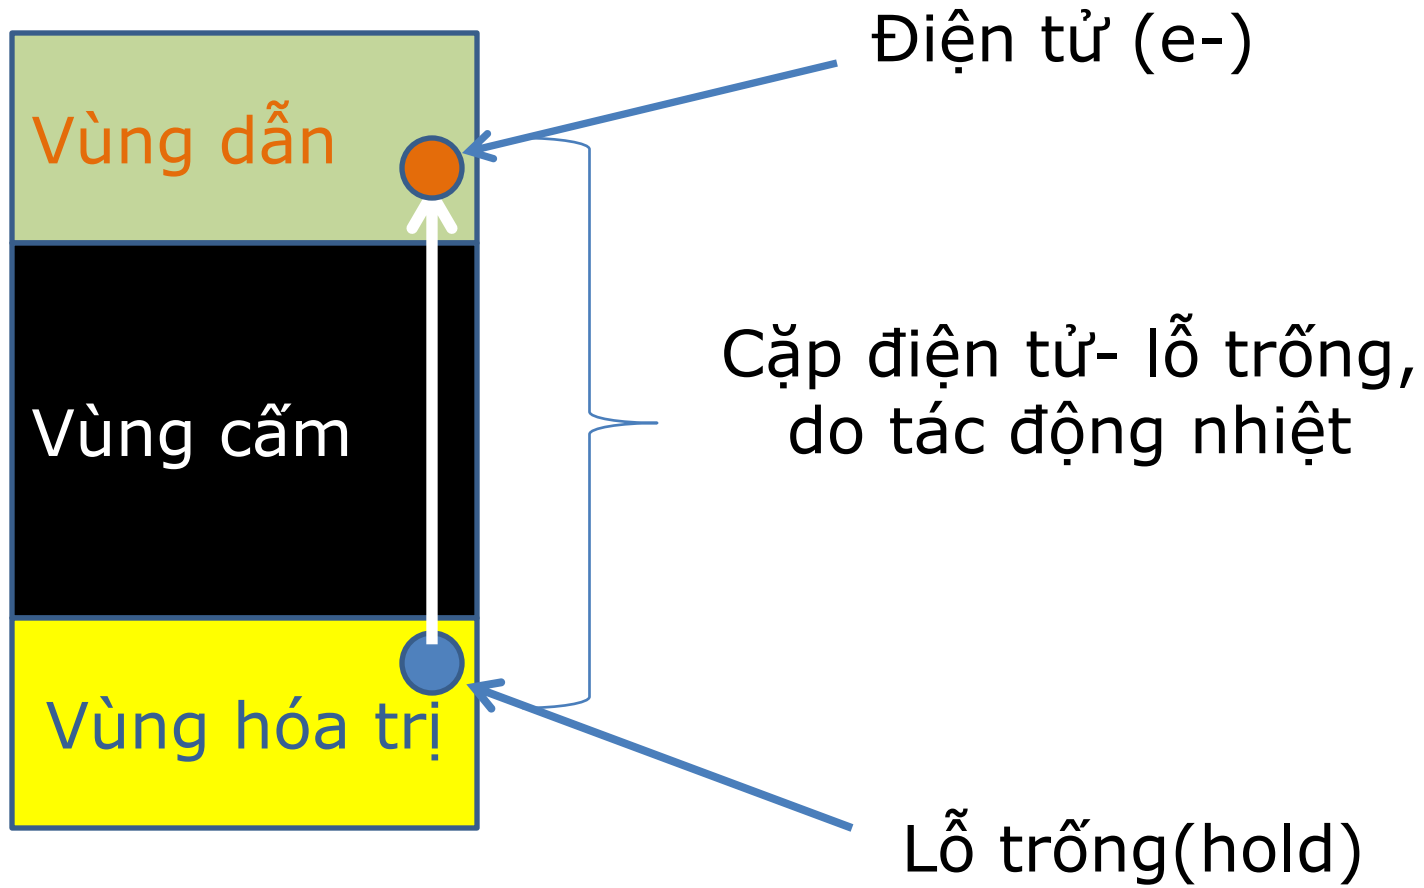 Điện tử (e-)
Vùng dẫn
Cặp điện tử- lỗ trống,
do tác động nhiệt
Vùng cấm
Vùng hóa trị
Lỗ trống(hold)